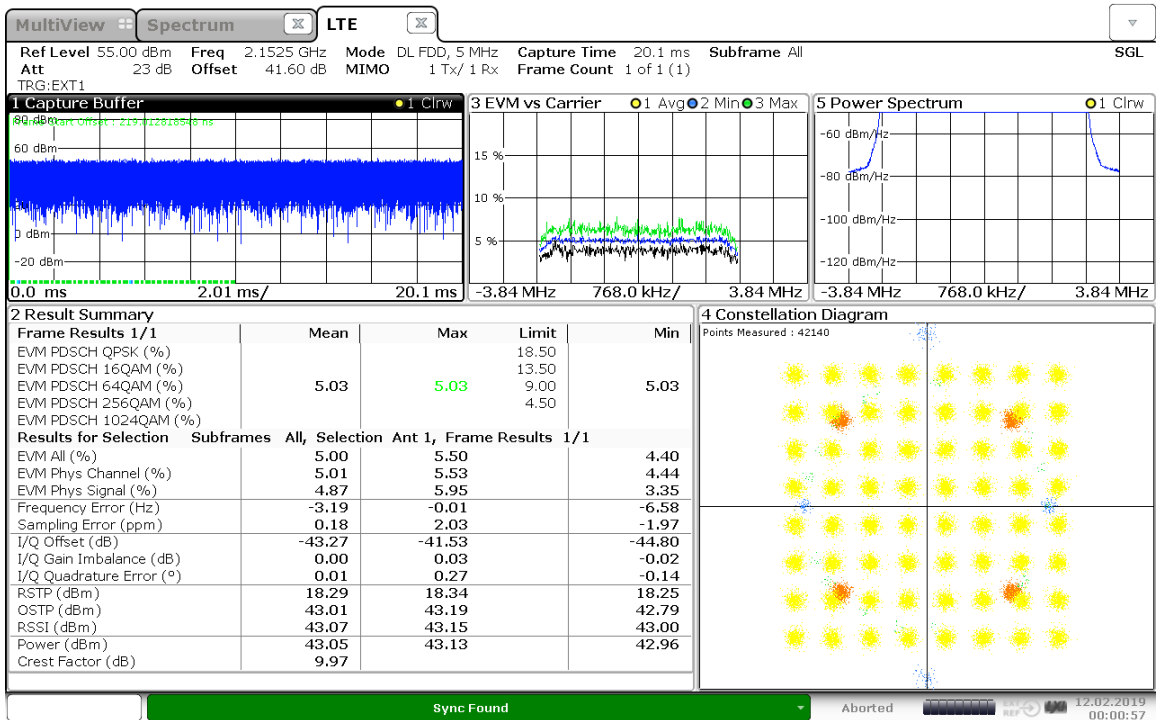 MultiView Spectrum LTE
Ref Level 55.00 dBm Freq 2.1525 GHz Mode DL FDD, 5 MHz Capture Time 20.1 ms Subframe All SGL
Att 23 dB Offset 41.60 dB MIMO 1 Tx/ 1 Rx Frame Count 1 of 1 (1)
TRG:EXT1
1 Capture Buffer 1 Clrw
80 dBm
Frame Start Offset : 219.012818548 ns
60 dBm
0 dBm
-20 dBm
0.0 ms 2.01 ms/ 20.1 ms
3 EVM vs Carrier 1 Avg 2 Min 3 Max
15 %
10 %
5 %
-3.84 MHz 768.0 kHz/ 3.84 MHz
5 Power Spectrum 1 Clrw
-60 dBm/Hz
-80 dBm/Hz
-100 dBm/Hz
-120 dBm/Hz
-3.84 MHz 768.0 kHz/ 3.84 MHz
2 Result Summary
Frame Results 1/1 Mean Max Limit Min
EVM PDSCH QPSK (%) 18.50
EVM PDSCH 16QAM (%) 13.50
EVM PDSCH 64QAM (%) 5.03 5.03 9.00 5.03
EVM PDSCH 256QAM (%) 4.50
EVM PDSCH 1024QAM (%)
Results for Selection Subframes All, Selection Ant 1, Frame Results 1/1
EVM All (%) 5.00 5.50 4.40
EVM Phys Channel (%) 5.01 5.53 4.44
EVM Phys Signal (%) 4.87 5.95 3.35
Frequency Error (Hz) -3.19 -0.01 -6.58
Sampling Error (ppm) 0.18 2.03 -1.97
I/Q Offset (dB) -43.27 -41.53 -44.80
I/Q Gain Imbalance (dB) 0.00 0.03 -0.02
I/Q Quadrature Error (°) 0.01 0.27 -0.14
RSTP (dBm) 18.29 18.34 18.25
OSTP (dBm) 43.01 43.19 42.79
RSSI (dBm) 43.07 43.15 43.00
Power (dBm) 43.05 43.13 42.96
Crest Factor (dB) 9.97
4 Constellation Diagram
Points Measured : 42140
Sync Found Aborted EXT REF 12.02.2019
00:00:57